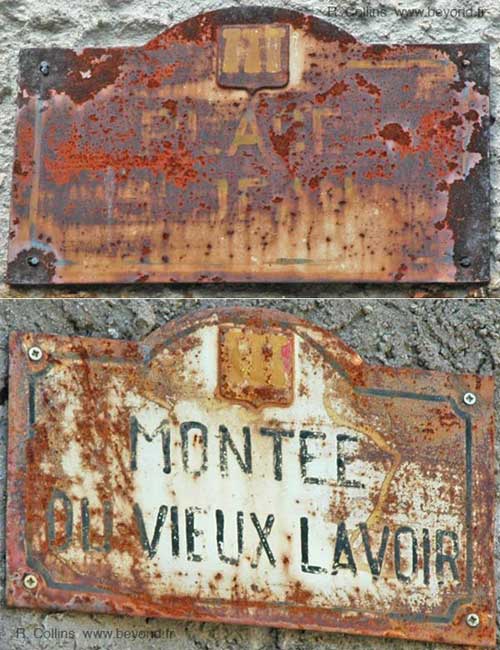 R. Collins www.beyond.fr
PLACE
MONTEE
DU VIEUX LAVOIR
R. Collins www.beyond.fr